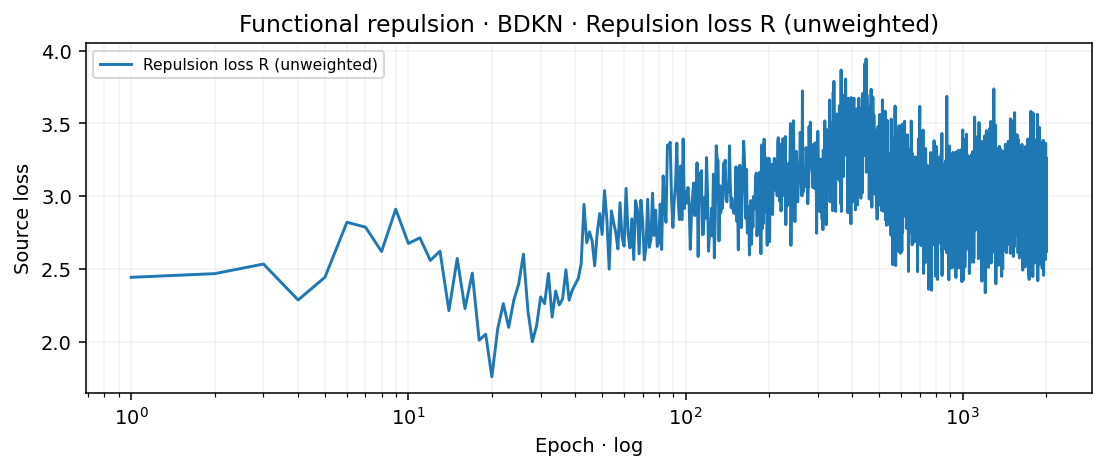 Functional repulsion · BDKN · Repulsion loss R (unweighted)
Repulsion loss R (unweighted)
Source loss
4.0
3.5
3.0
2.5
2.0
10⁰ 10¹ 10² 10³
Epoch · log